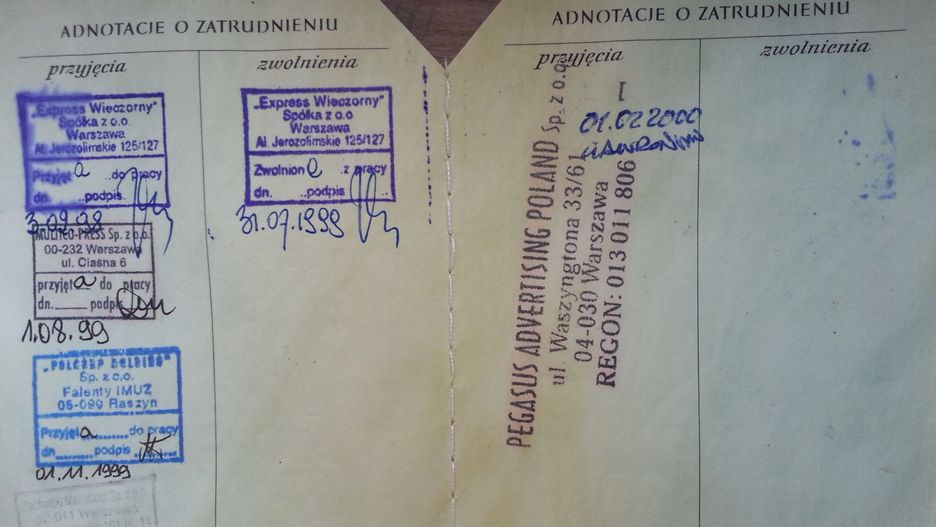 ADNOTACJE O ZATRUDNIENIU
przyjęcia
zwolnienia
„Express Wieczorny"
Spółka z o.o
Warszawa
Al. Jerozolimskie 125/127
Przyjęta do pracy
dn. podpis
3.02.98
MULTICO-PRESS Sp. z o.o.
00-232 Warszawa
ul. Ciasna 6
przyjęta do pracy
dn. podpis
1.08.99
Sp. z o.o.
Falenty IMUZ
05-090 Raszyn
Przyjęta do pracy
dn. podpis
01.11.1999
Warszawa
„Express Wieczorny"
Spółka z o.o
Warszawa
Al. Jerozolimskie 125/127
Zwolniona z pracy
dn. podpis
31.07.1999
ADNOTACJE O ZATRUDNIENIU
przyjęcia
zwolnienia
01.02.2000
PEGASUS ADVERTISING POLAND Sp. z o.o.
ul. Waszyngtona 33/61
04-030 Warszawa
REGON: 013 011 806